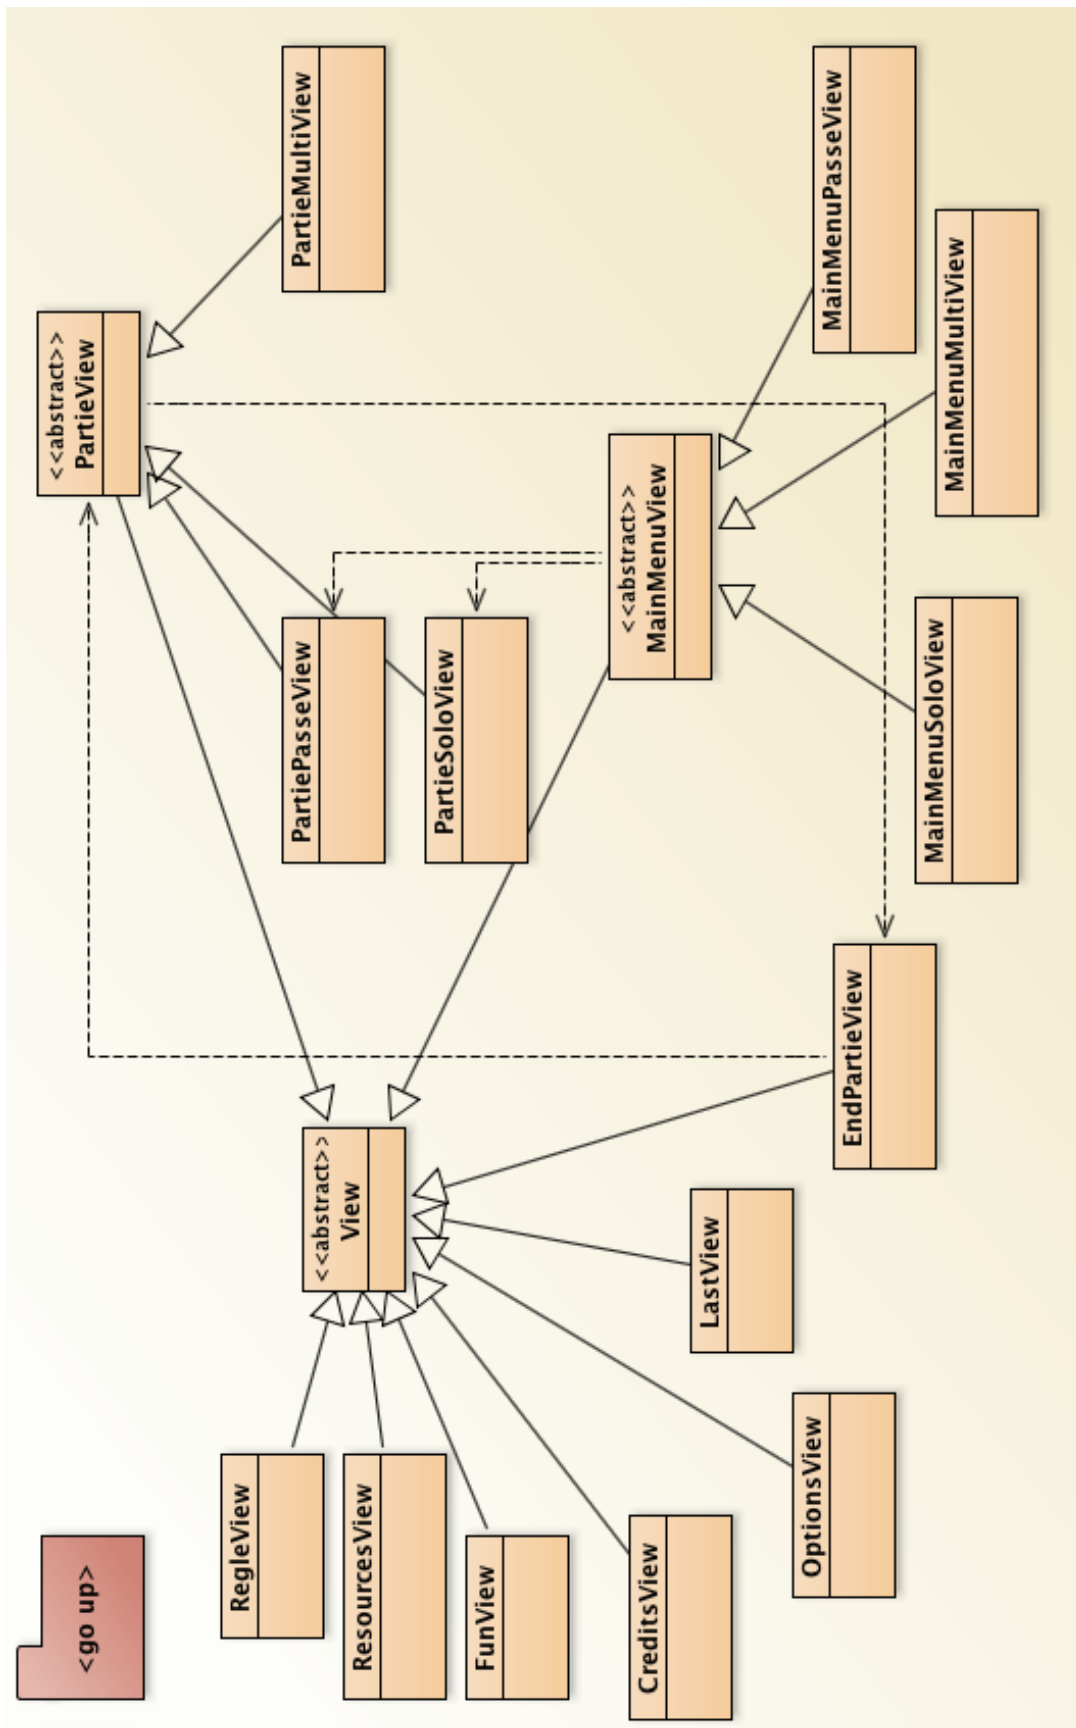 <go up>
<<abstract>>
PartieView
RegleView
<<abstract>>
View
PartiePasseView
PartieMultiView
ResourcesView
PartieSoloView
FunView
<<abstract>>
MainMenuView
CreditsView
LastView
OptionsView
EndPartieView
MainMenuPasseView
MainMenuSoloView
MainMenuMultiView